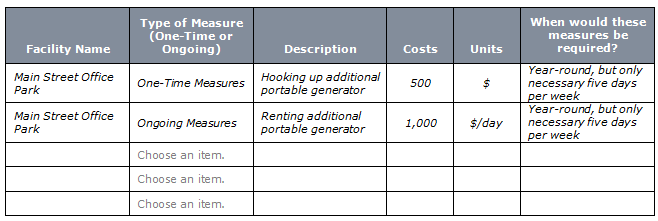 Facility Name
Type of Measure
(One-Time or
Ongoing)
Description
Costs
Units
When would these
measures be
required?
Main Street Office
Park
One-Time Measures
Hooking up additional
portable generator
500
$
Year-round, but only
necessary five days
per week
Main Street Office
Park
Ongoing Measures
Renting additional
portable generator
1,000
$/day
Year-round, but only
necessary five days
per week
Choose an item.
Choose an item.
Choose an item.